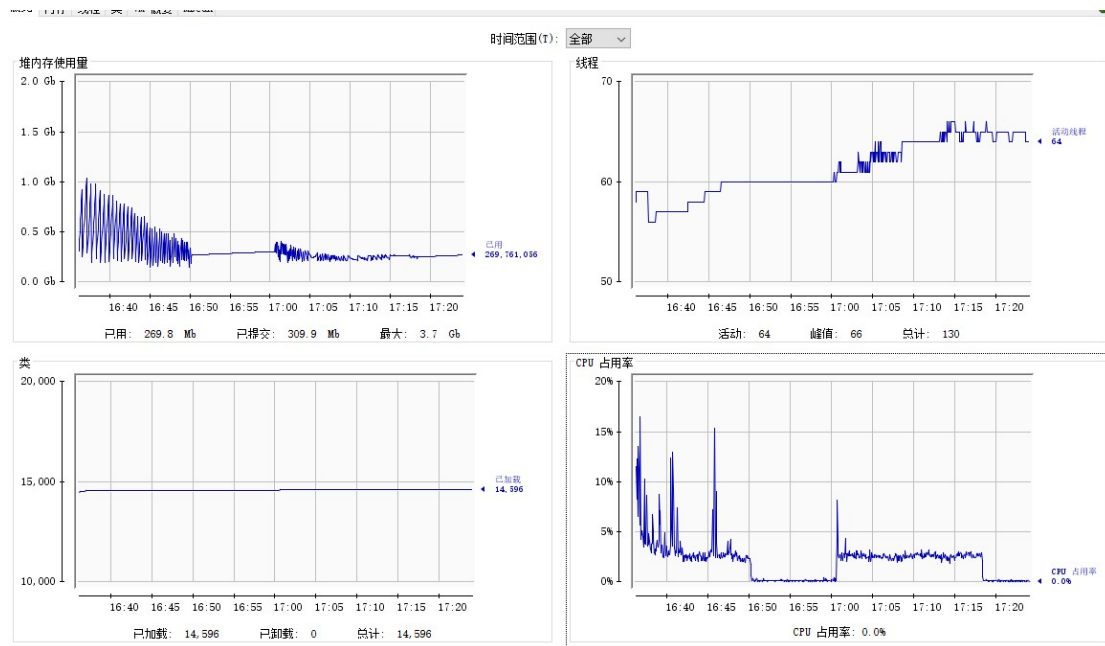 时间范围(T): 全部
堆内存使用量
2.0 Gb
1.5 Gb
1.0 Gb
0.5 Gb
0.0 Gb
已用
269,761,056
16:40 16:45 16:50 16:55 17:00 17:05 17:10 17:15 17:20
已用: 269.8 Mb 已提交: 309.9 Mb 最大: 3.7 Gb
线程
70
60
50
活动线程
64
16:40 16:45 16:50 16:55 17:00 17:05 17:10 17:15 17:20
活动: 64 峰值: 66 总计: 130
类
20,000
15,000
10,000
已加载
14,596
16:40 16:45 16:50 16:55 17:00 17:05 17:10 17:15 17:20
已加载: 14,596 已卸载: 0 总计: 14,596
CPU 占用率
20%
15%
10%
5%
0%
CPU 占用率
0.0%
16:40 16:45 16:50 16:55 17:00 17:05 17:10 17:15 17:20
CPU 占用率: 0.0%